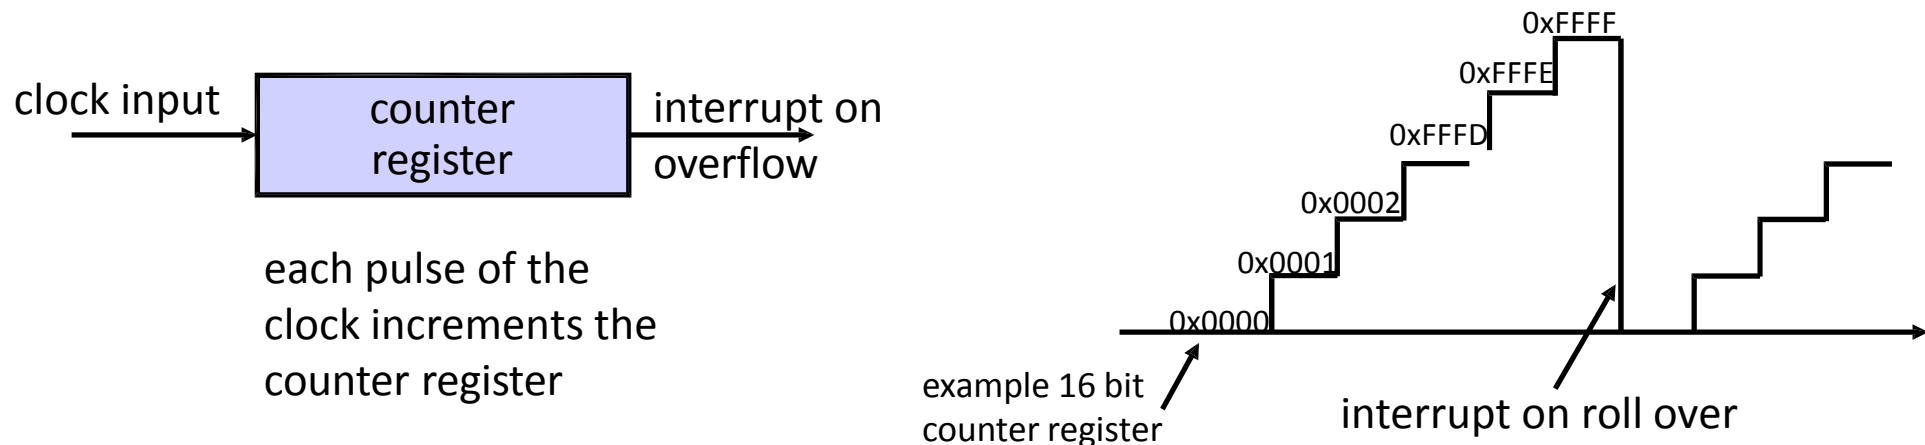 clock input
counter
register
interrupt on
overflow
each pulse of the
clock increments the
counter register
0xFFFF
0xFFFE
0xFFFD
0x0002
0x0001
0x0000
example 16 bit
counter register
interrupt on roll over